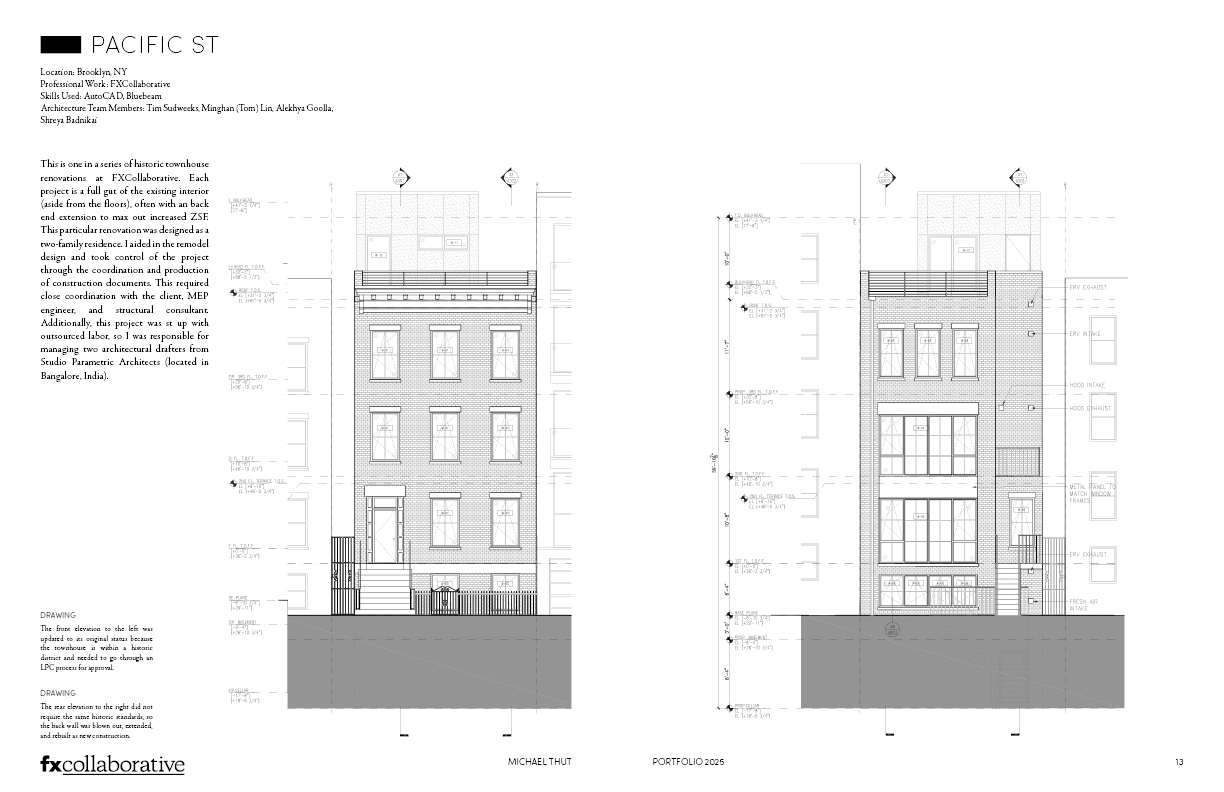 PACIFIC ST
Location: Brooklyn, NY
Professional Work: FXCollaborative
Skills Used: AutoCAD, Bluebeam
Architecture Team Members: Tim Sudweeks, Minghan (Tom) Lin, Alekhya Goolla,
Shreya Badnikai
This is one in a series of historic townhouse
renovations at FXCollaborative. Each
project is a full gut of the existing interior
(aside from the floors), often with an back
end extension to max out increased ZSF.
This particular renovation was designed as a
two-family residence. I aided in the remodel
design and took control of the project
through the coordination and production
of construction documents. This required
close coordination with the client, MEP
engineer, and structural consultant.
Additionally, this project was st up with
outsourced labor, so I was responsible for
managing two architectural drafters from
Studio Parametric Architects (located in
Bangalore, India).
DRAWING
The front elevation to the left was
updated to its original status because
the townhouse is within a historic
district and needed to go through an
LPC process for approval.
DRAWING
The rear elevation to the right did not
require the same historic standards, so
the back wall was blown out, extended,
and rebuilt as new construction.
ERV EXHAUST
ERV INTAKE
HOOD INTAKE
HOOD EXHAUST
METAL PANEL TO
MATCH WINDOW
FRAMES
ERV EXHAUST
FRESH AIR
INTAKE
BASE PLANE
PROP. BASEMENT
PROP CELLAR
fxcollaborative
MICHAEL THUT
PORTFOLIO 2025
13